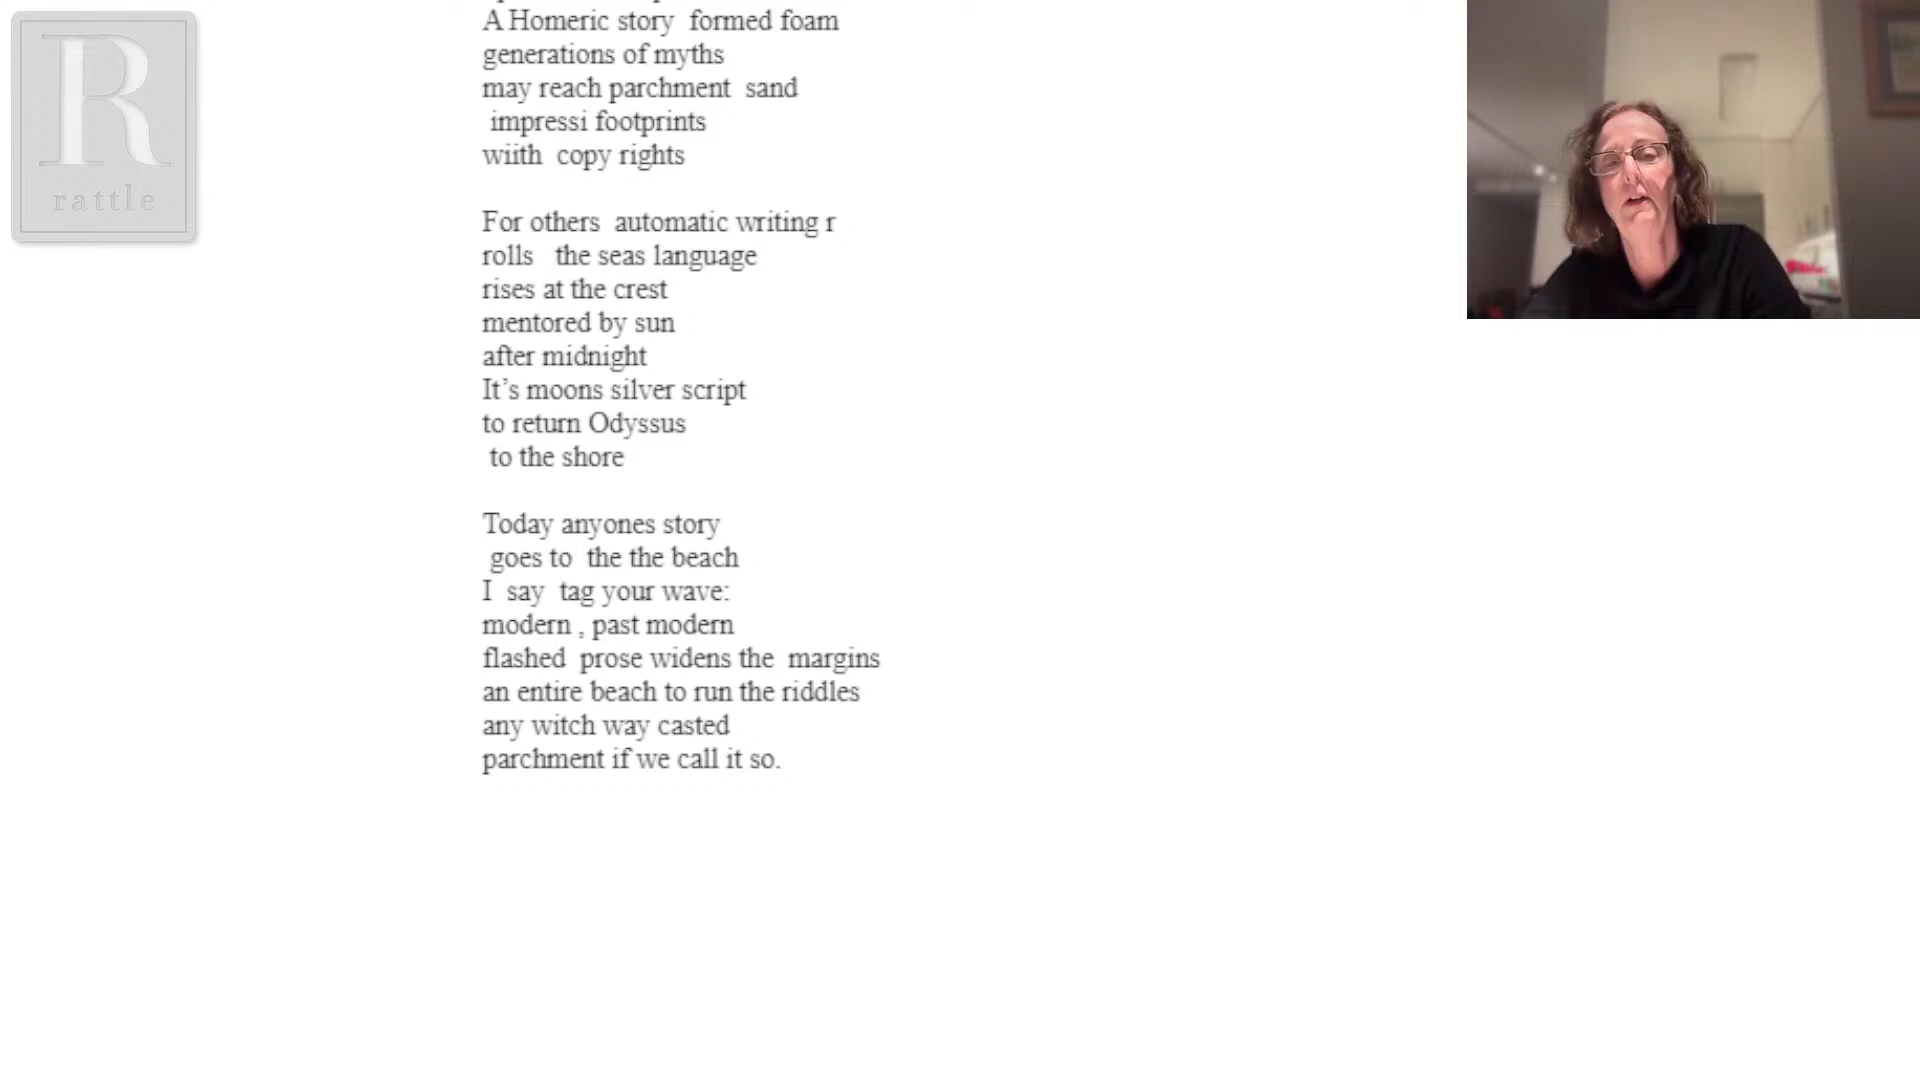 R
rattle
A Homeric story  formed foam
generations of myths
may reach parchment  sand
impressi footprints
wiith  copy rights
For others  automatic writing r
rolls   the seas language
rises at the crest
mentored by sun
after midnight
It’s moons silver script
to return Odyssus
to the shore
Today anyones story
goes to  the the beach
I  say  tag your wave:
modern , past modern
flashed  prose widens the  margins
an entire beach to run the riddles
any witch way casted
parchment if we call it so.